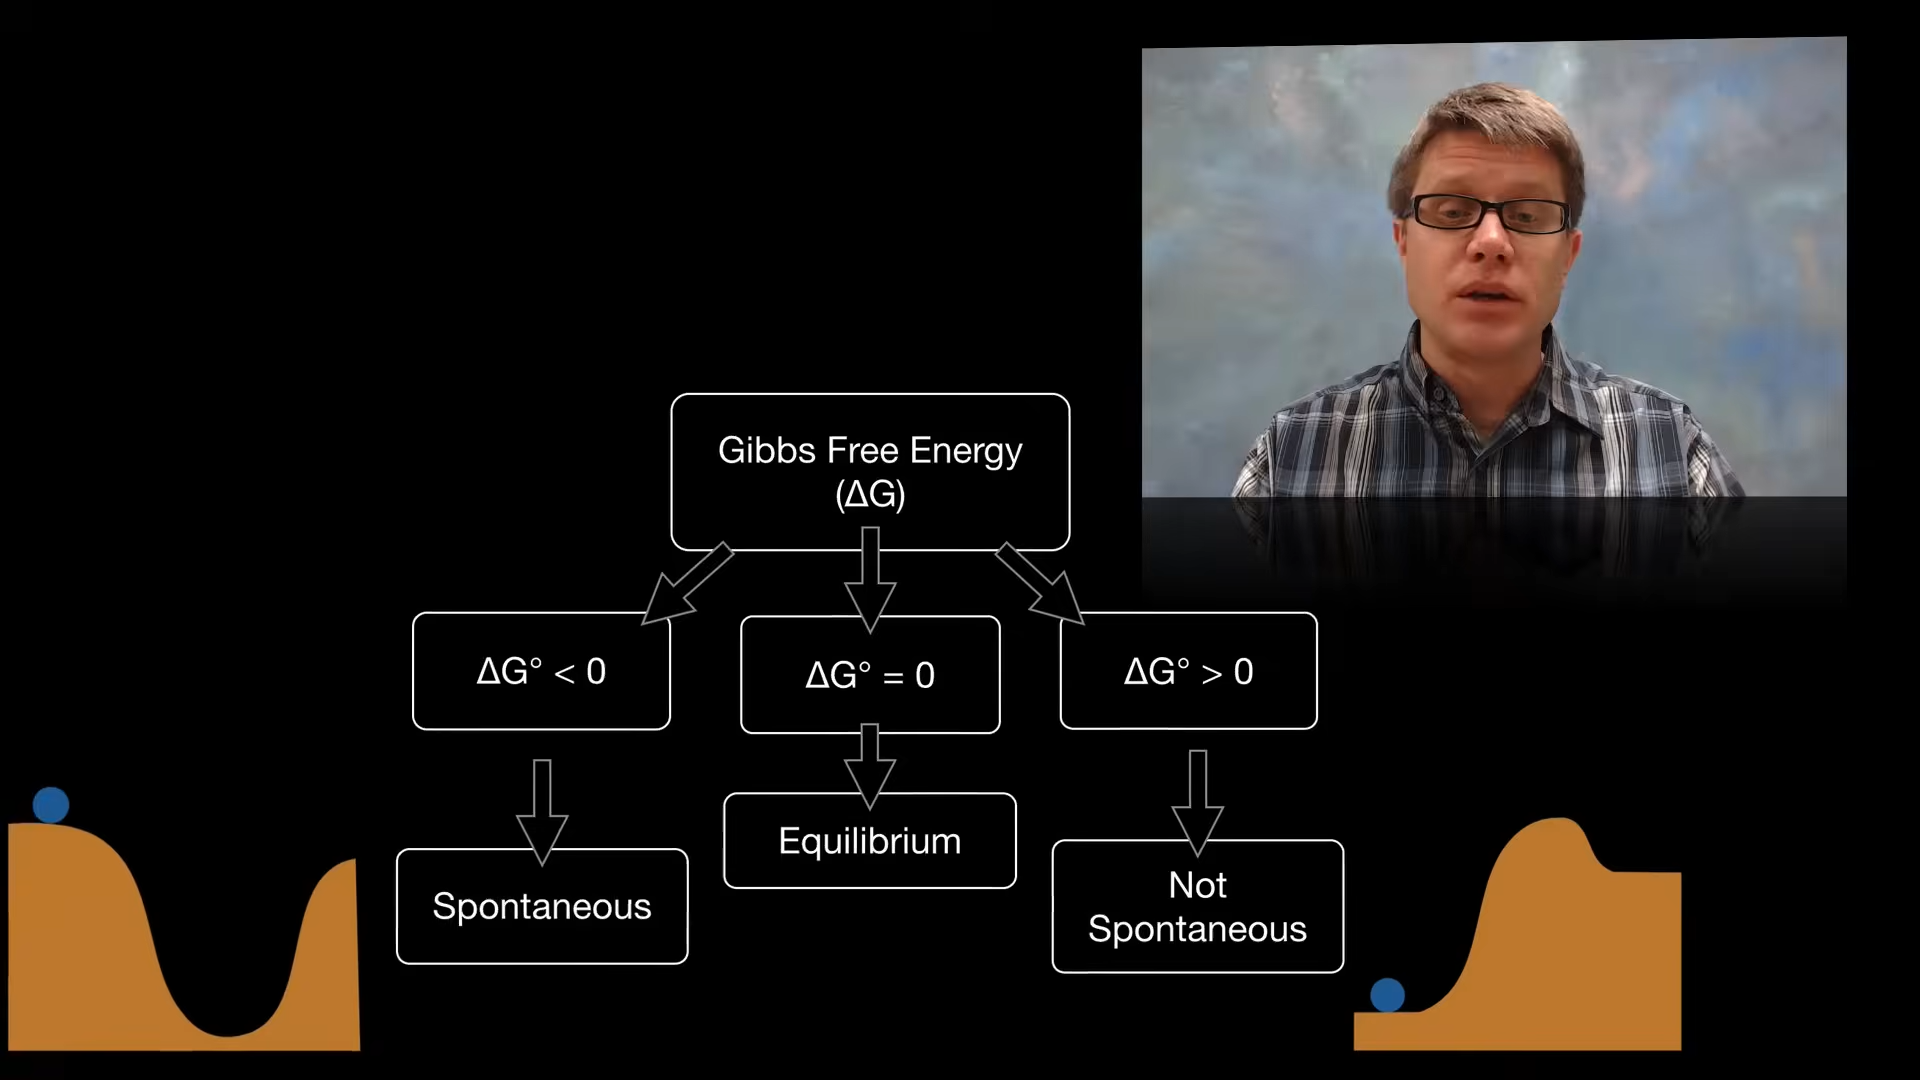 Gibbs Free Energy
(ΔG)
ΔG° < 0
ΔG° = 0
ΔG° > 0
Spontaneous
Equilibrium
Not
Spontaneous